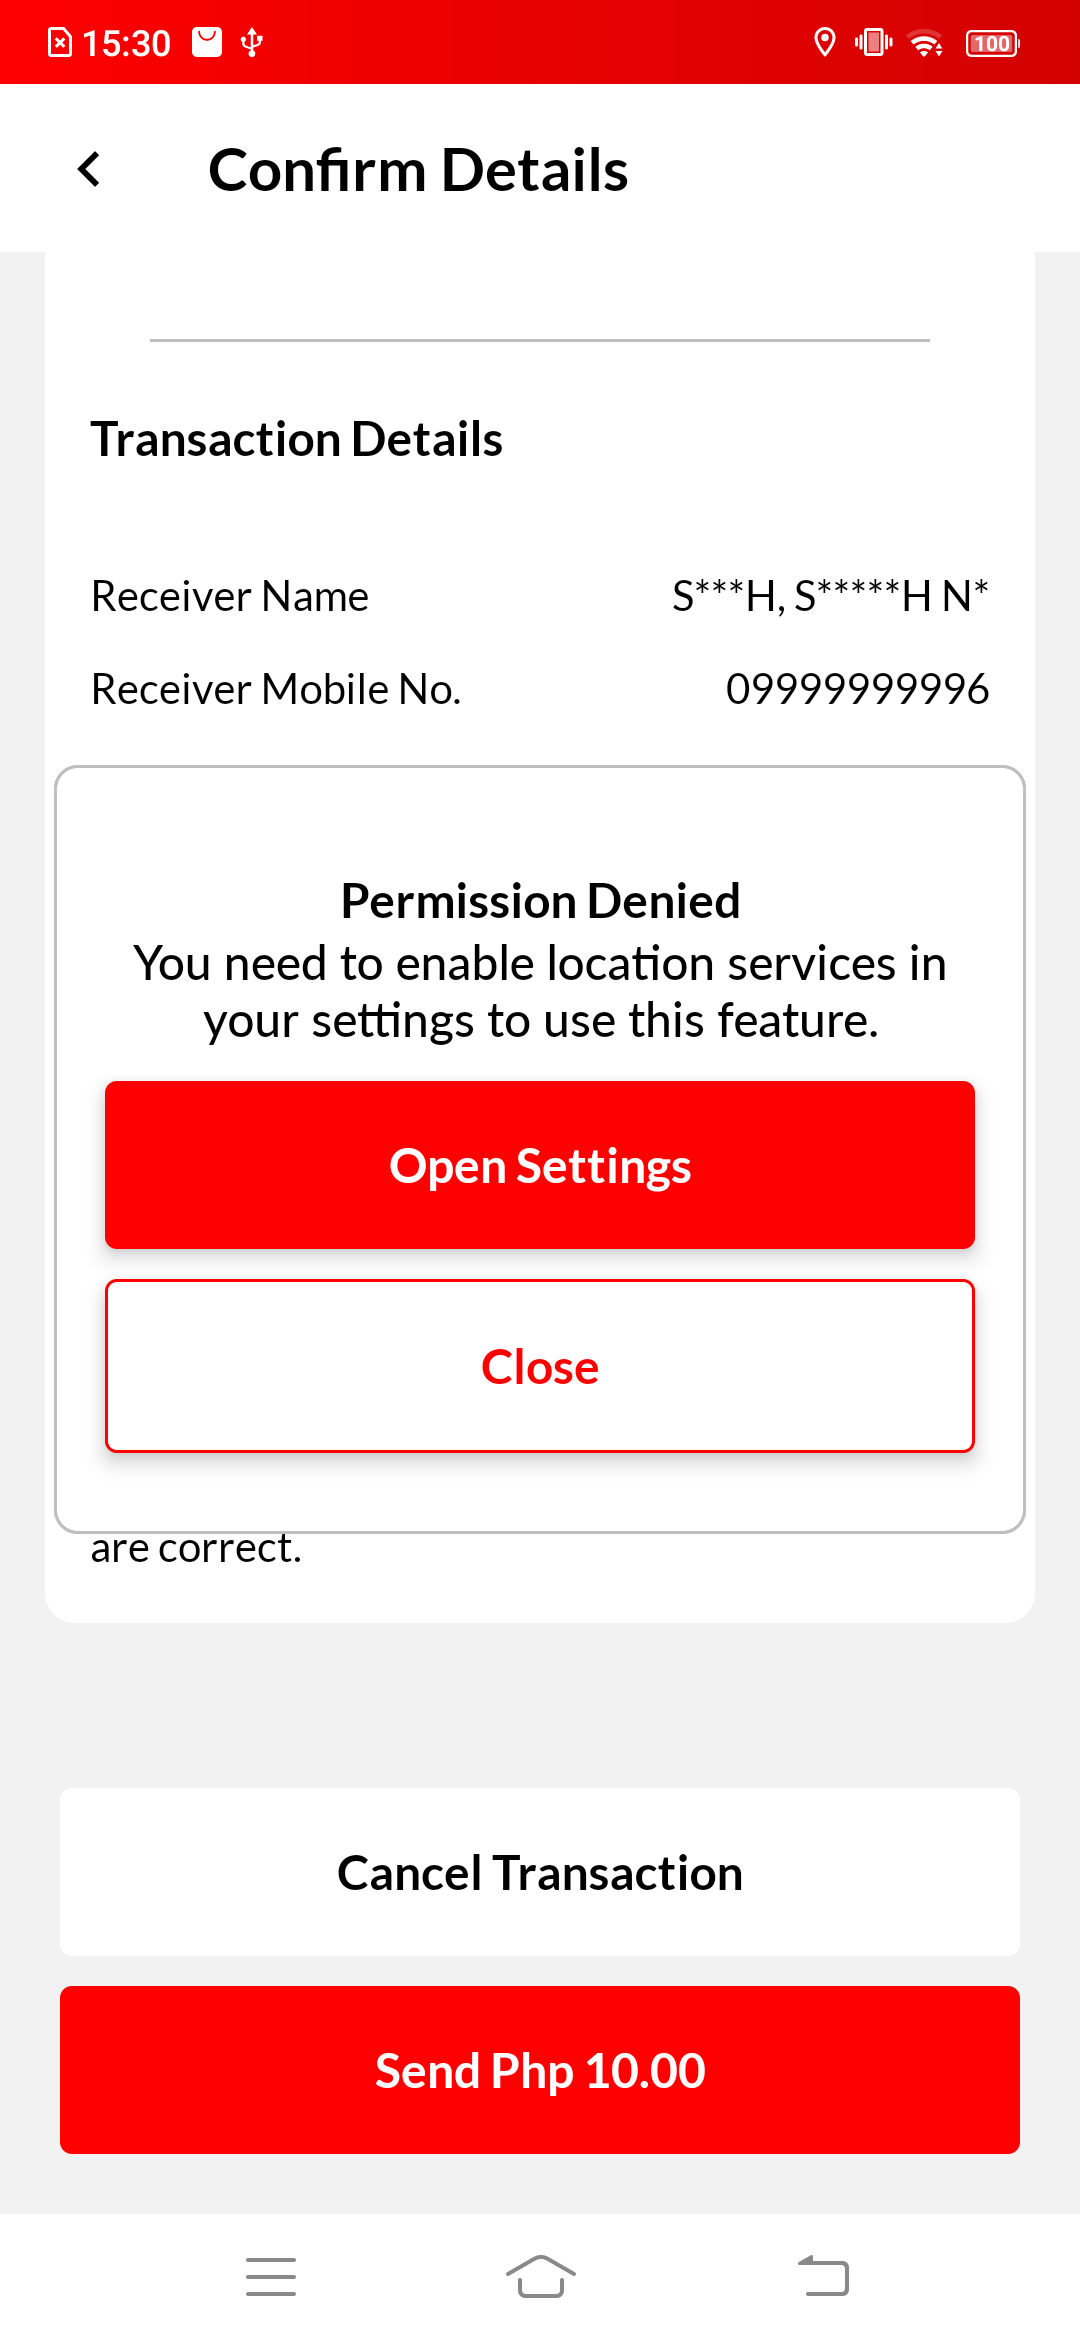 15:30
100
Confirm Details
Transaction Details
Receiver Name S***H, S*****H N*
Receiver Mobile No. 09999999996
Permission Denied
You need to enable location services in
your settings to use this feature.
Open Settings
Close
are correct.
Cancel Transaction
Send Php 10.00